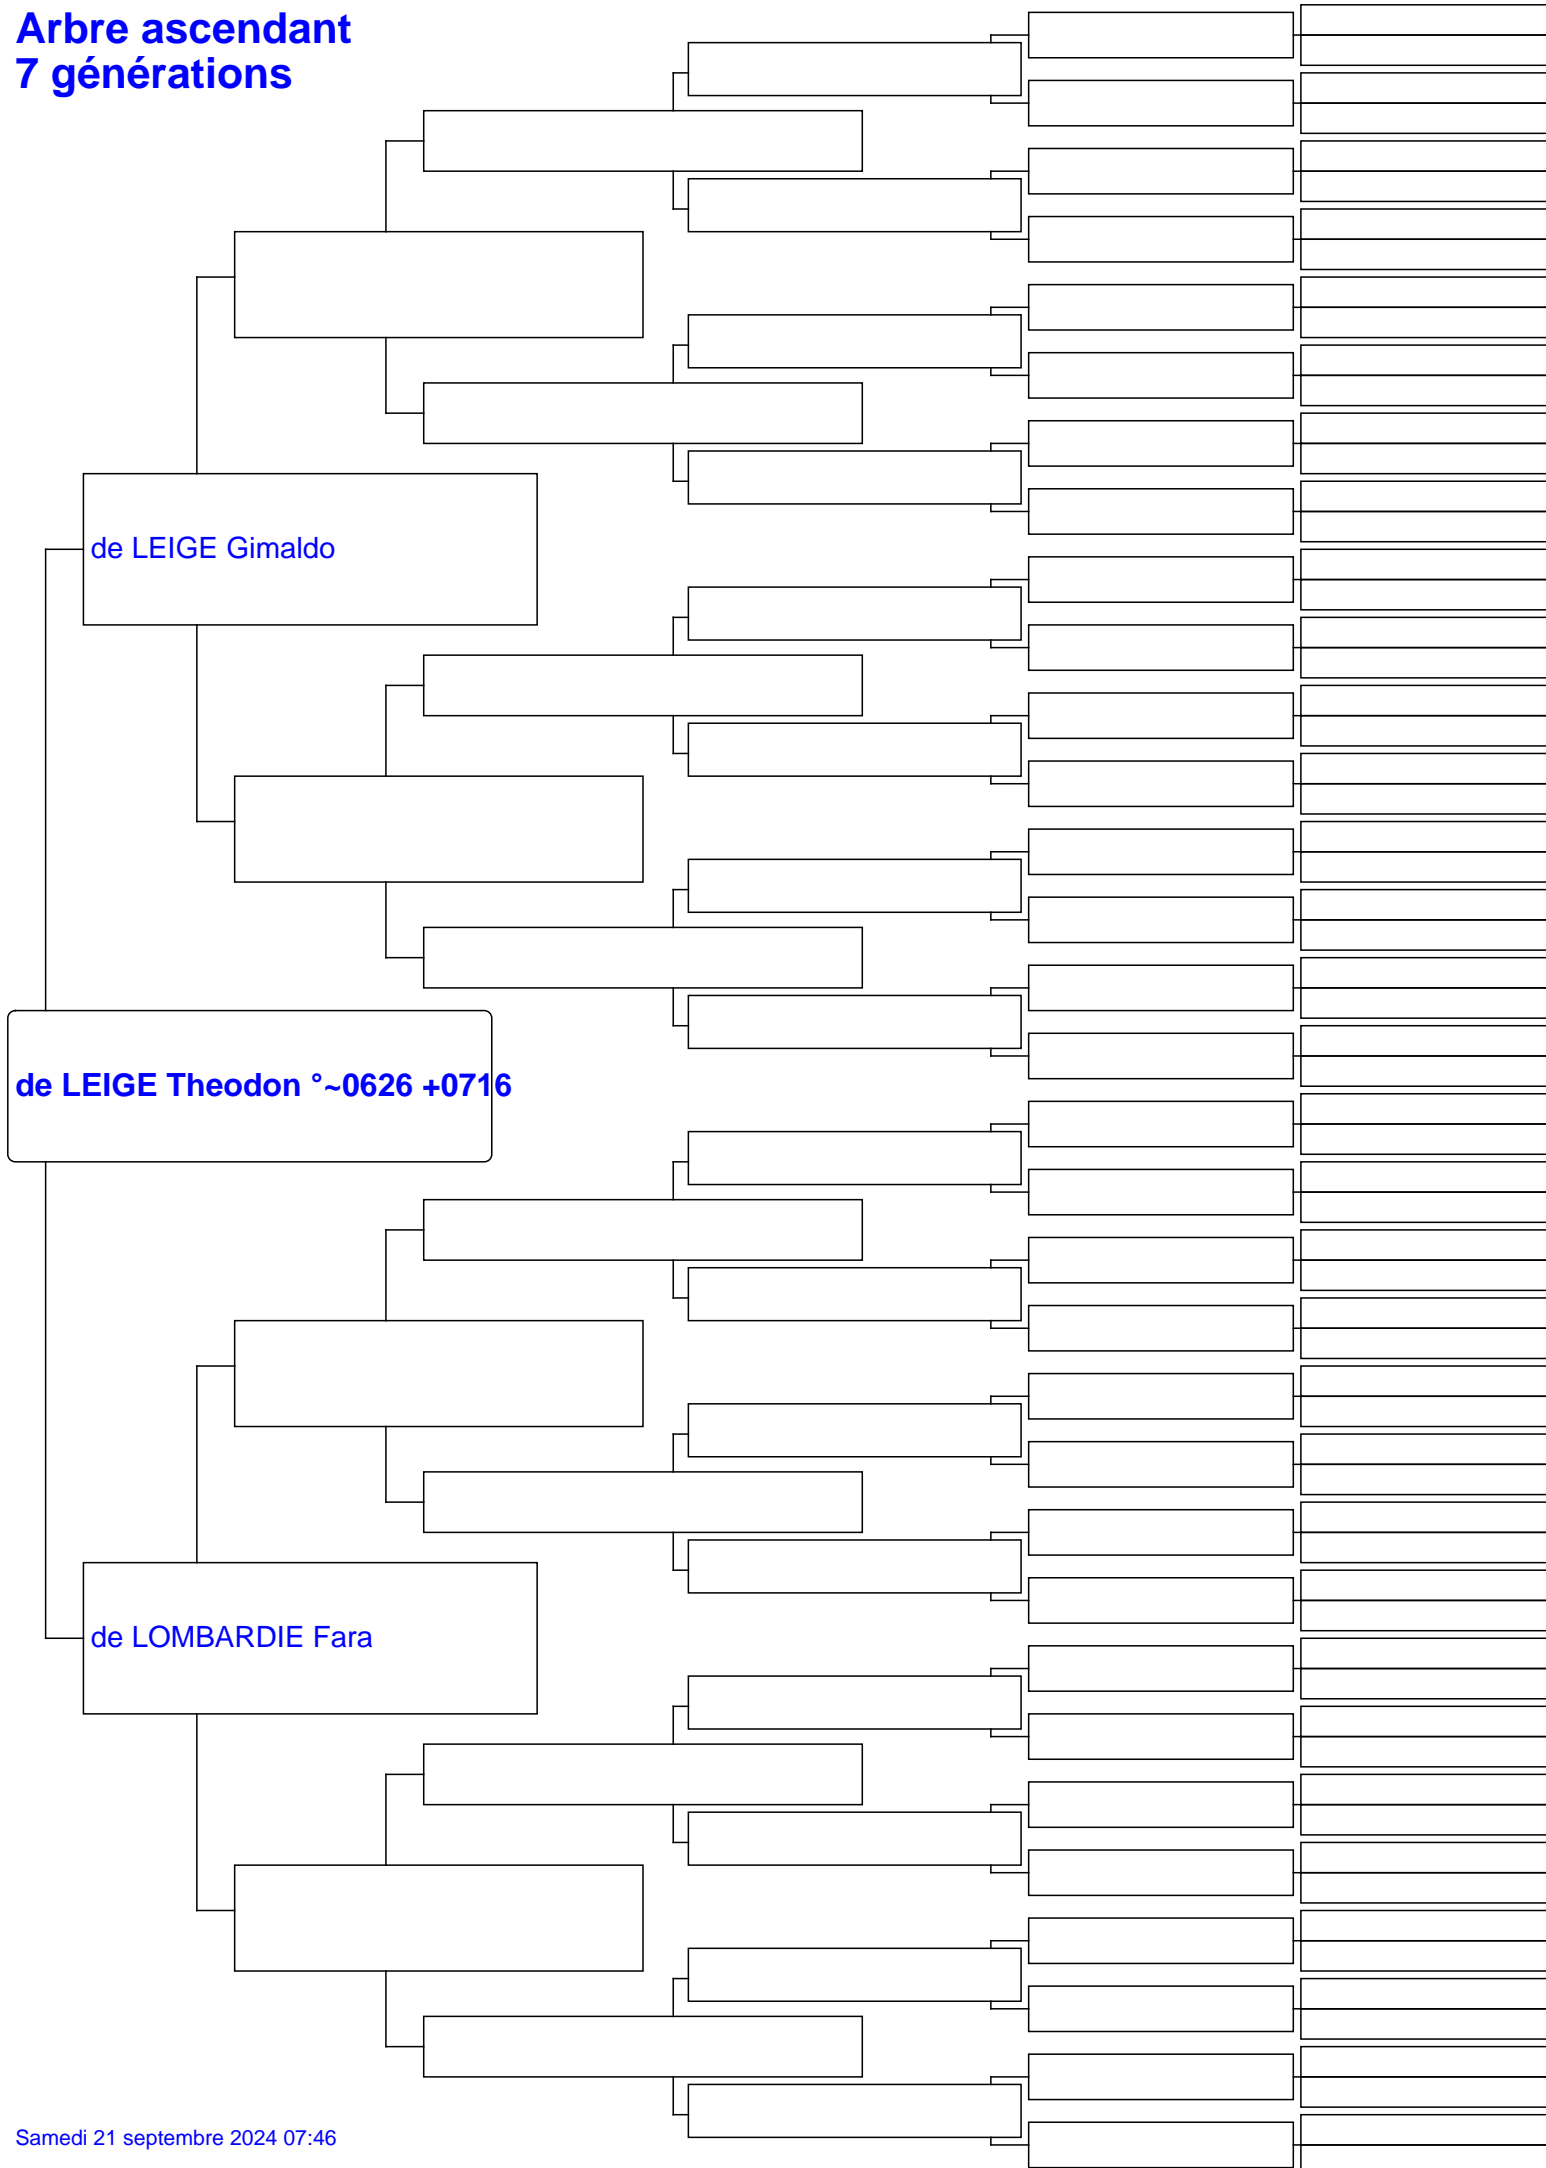 Arbre ascendant
7 générations
de LEIGE Gimaldo
de LEIGE Theodon °~0626 +0716
de LOMBARDIE Fara
Samedi 21 septembre 2024 07:46